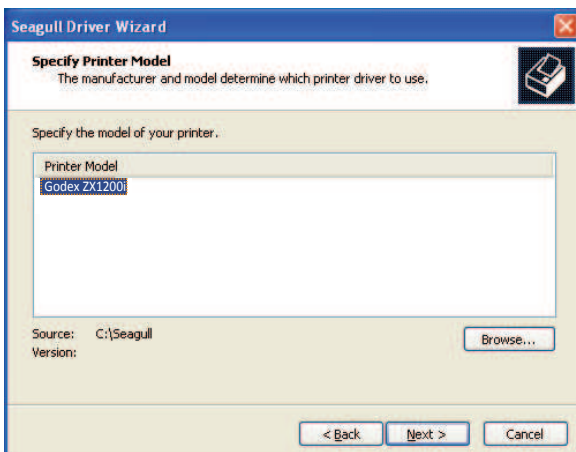 Seagull Driver Wizard
Specify Printer Model
The manufacturer and model determine which printer driver to use.
Specify the model of your printer.
Printer Model
Godex ZX1200i
Source: C:\Seagull
Browse...
Version:
< Back Next > Cancel